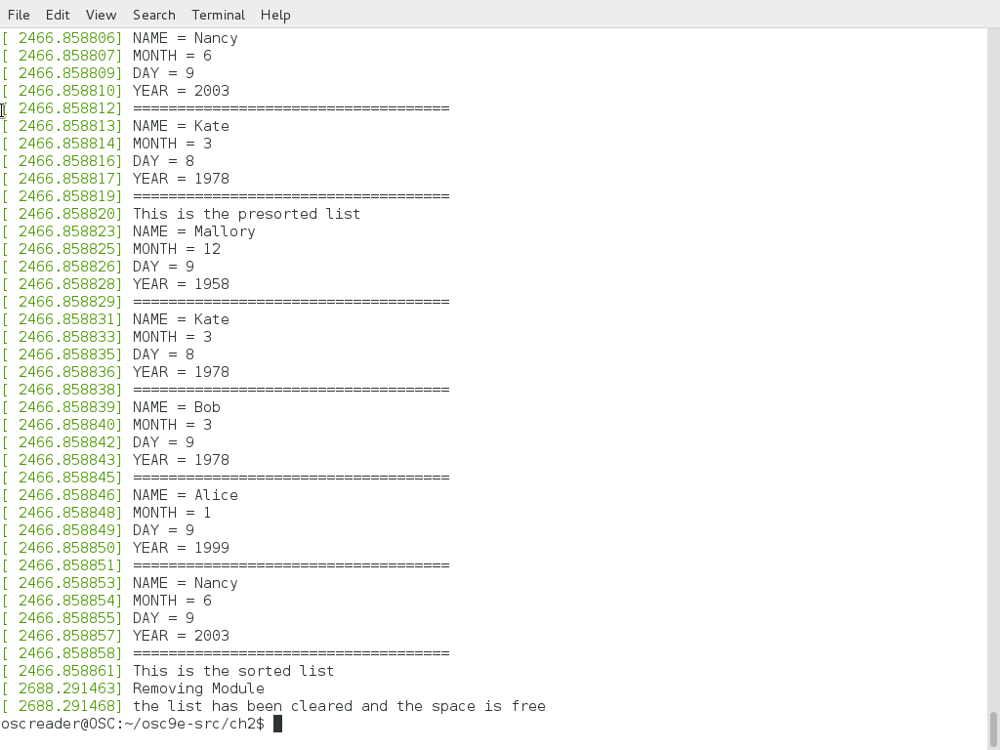 File Edit View Search Terminal Help
[ 2466.858806] NAME = Nancy
[ 2466.858807] MONTH = 6
[ 2466.858809] DAY = 9
[ 2466.858810] YEAR = 2003
[ 2466.858812] ====================================
[ 2466.858813] NAME = Kate
[ 2466.858814] MONTH = 3
[ 2466.858816] DAY = 8
[ 2466.858817] YEAR = 1978
[ 2466.858819] ====================================
[ 2466.858820] This is the presorted list
[ 2466.858823] NAME = Mallory
[ 2466.858825] MONTH = 12
[ 2466.858826] DAY = 9
[ 2466.858828] YEAR = 1958
[ 2466.858829] ====================================
[ 2466.858831] NAME = Kate
[ 2466.858833] MONTH = 3
[ 2466.858835] DAY = 8
[ 2466.858836] YEAR = 1978
[ 2466.858838] ====================================
[ 2466.858839] NAME = Bob
[ 2466.858840] MONTH = 3
[ 2466.858842] DAY = 9
[ 2466.858843] YEAR = 1978
[ 2466.858845] ====================================
[ 2466.858846] NAME = Alice
[ 2466.858848] MONTH = 1
[ 2466.858849] DAY = 9
[ 2466.858850] YEAR = 1999
[ 2466.858851] ====================================
[ 2466.858853] NAME = Nancy
[ 2466.858854] MONTH = 6
[ 2466.858855] DAY = 9
[ 2466.858857] YEAR = 2003
[ 2466.858858] ====================================
[ 2466.858861] This is the sorted list
[ 2688.291463] Removing Module
[ 2688.291468] the list has been cleared and the space is free
oscreader@OSC:~/osc9e-src/ch2$